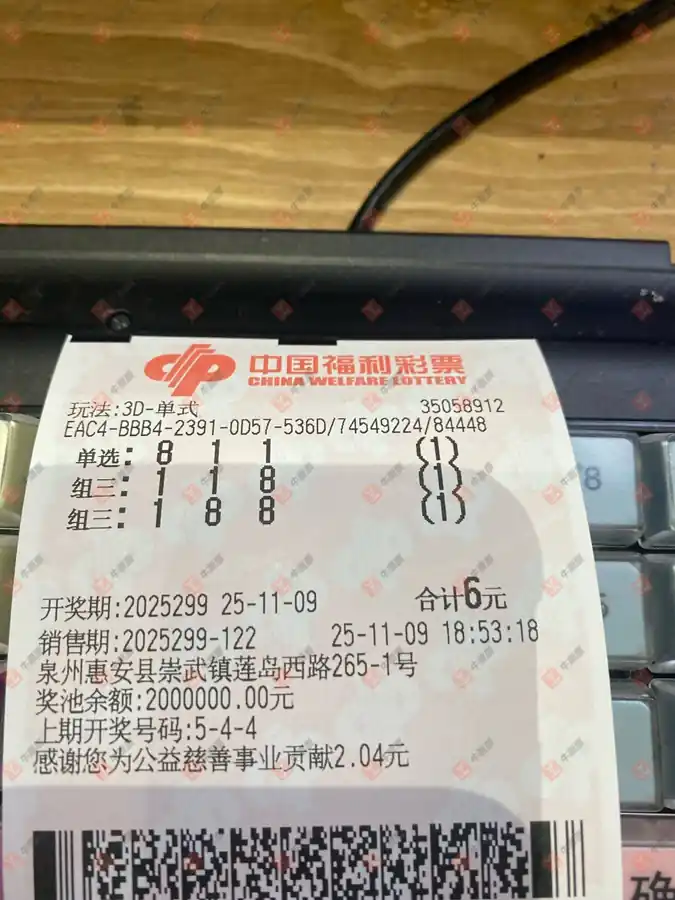 中国福利彩票
CHINA WELFARE LOTTERY
玩法:3D-单式 35058912
EAC4-BBB4-2391-0D57-536D/74549224/84448
单选: 8 1 1 (1)
组三: 1 1 8 (1)
组三: 1 8 8 (1)
开奖期:2025299 25-11-09 合计6元
销售期:2025299-122 25-11-09 18:53:18
泉州惠安县崇武镇莲岛西路265-1号
奖池余额:2000000.00元
上期开奖号码:5-4-4
感谢您为公益慈善事业贡献2.04元
8
确